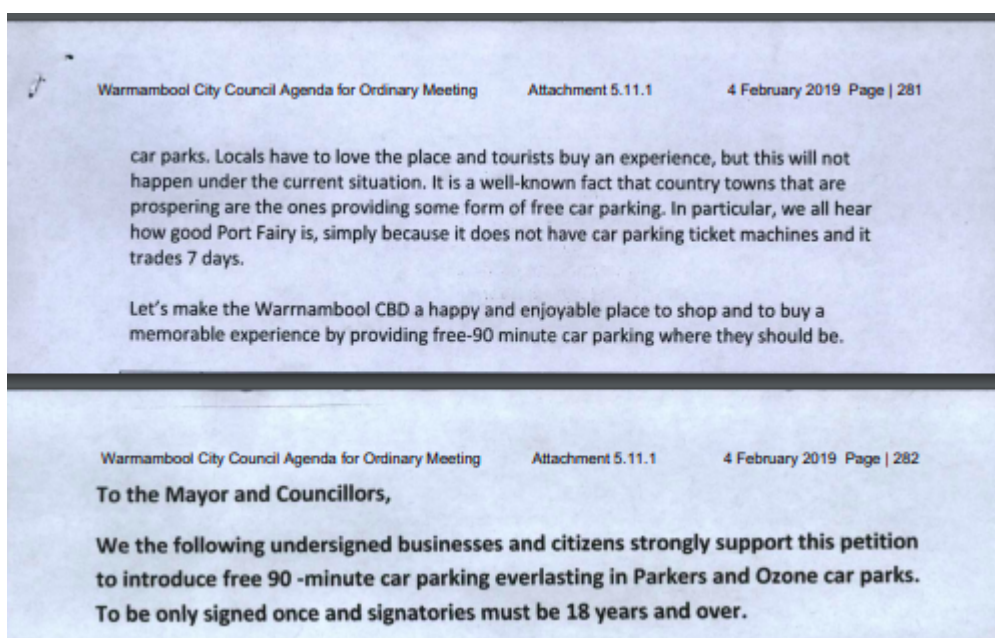 Warrnambool City Council Agenda for Ordinary Meeting Attachment 5.11.1 4 February 2019 Page | 281
car parks. Locals have to love the place and tourists buy an experience, but this will not
happen under the current situation. It is a well-known fact that country towns that are
prospering are the ones providing some form of free car parking. In particular, we all hear
how good Port Fairy is, simply because it does not have car parking ticket machines and it
trades 7 days.
Let's make the Warrnambool CBD a happy and enjoyable place to shop and to buy a
memorable experience by providing free-90 minute car parking where they should be.
Warrnambool City Council Agenda for Ordinary Meeting Attachment 5.11.1 4 February 2019 Page | 282
To the Mayor and Councillors,
We the following undersigned businesses and citizens strongly support this petition
to introduce free 90 -minute car parking everlasting in Parkers and Ozone car parks.
To be only signed once and signatories must be 18 years and over.